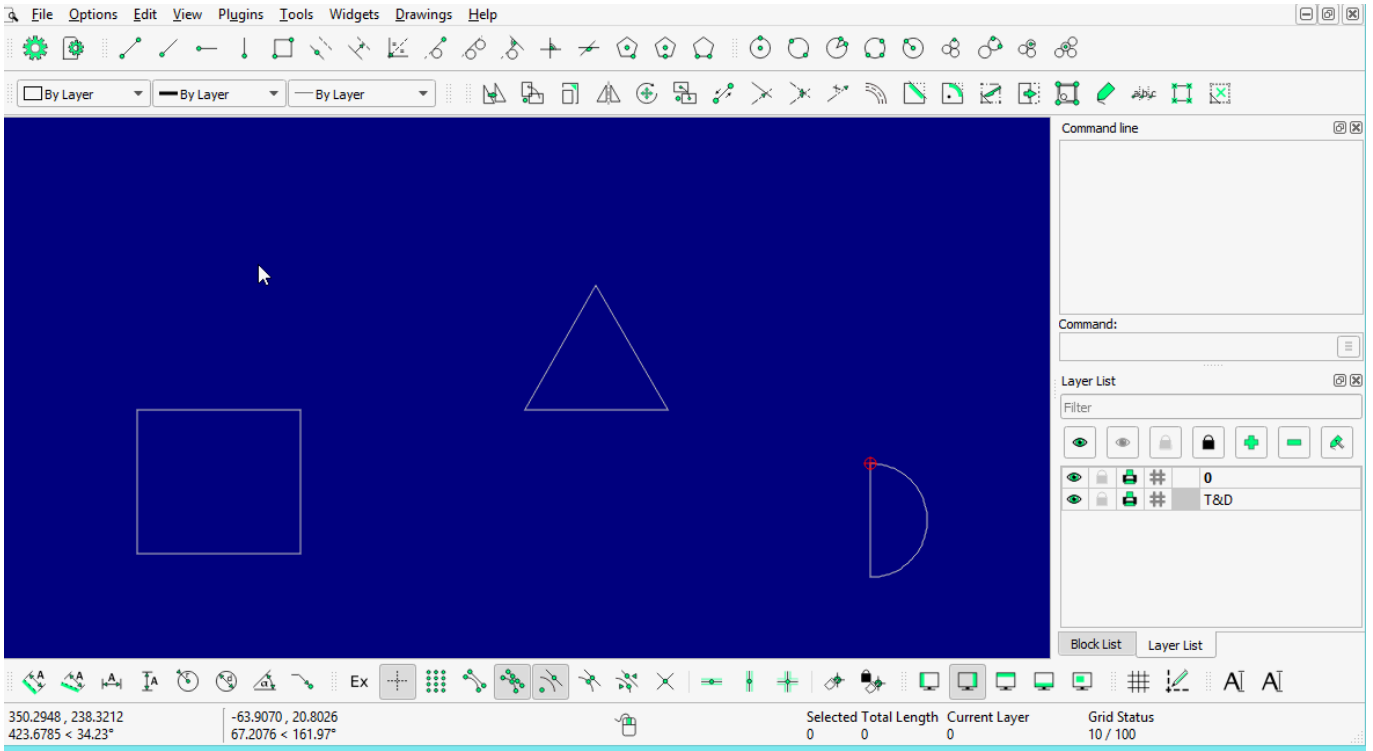 File Options Edit View Plugins Tools Widgets Drawings Help
By Layer By Layer By Layer
Command line
Command:
Layer List
Filter
0
T&D
Block List Layer List
Ex
350.2948 , 238.3212 -63.9070 , 20.8026 Selected Total Length Current Layer Grid Status
423.6785 < 34.23° 67.2076 < 161.97° 0 0 0 10 / 100